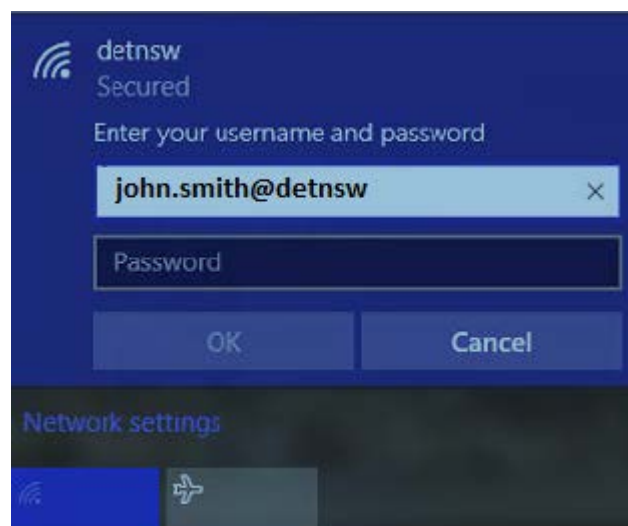 detnsw
Secured
Enter your username and password
john.smith@detnsw
Password
OK
Cancel
Network settings